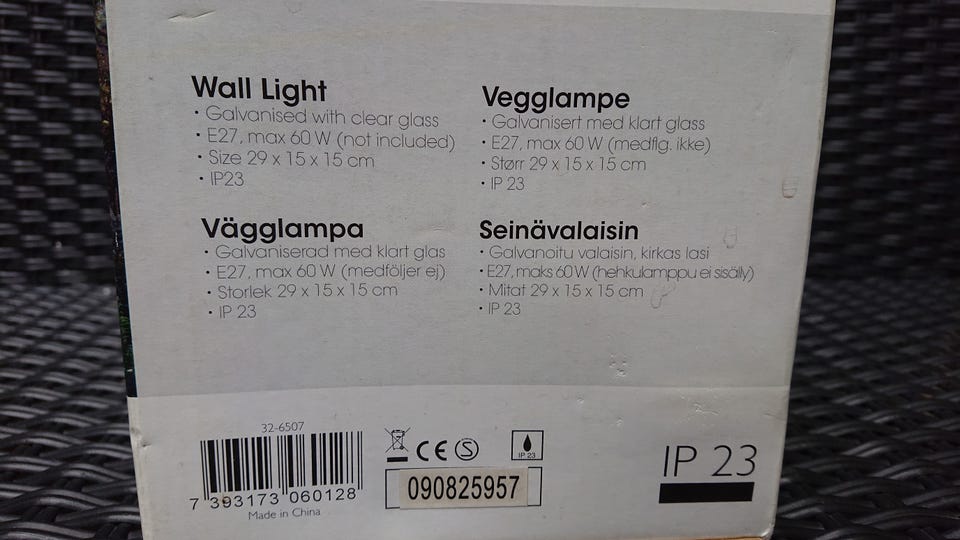 Wall Light
· Galvanised with clear glass
· E27, max 60 W (not included)
· Size 29 x 15 x 15 cm
· IP23
Vegglampe
· Galvanisert med klart glass
· E27, max 60 W (medflg. ikke)
· Størr 29 x 15 x 15 cm
· IP 23
Vägglampa
· Galvaniserad med klart glas
· E27, max 60 W (medföljer ej)
· Storlek 29 x 15 x 15 cm
· IP 23
Seinävalaisin
· Galvanoitu valaisin, kirkas lasi
· E27, maks 60 W (hehkulamppu ei sisälly)
· Mitat 29 x 15 x 15 cm
· IP 23
32-6507
7 393173 060128
Made in China
CE S
IP 23
090825957
IP 23